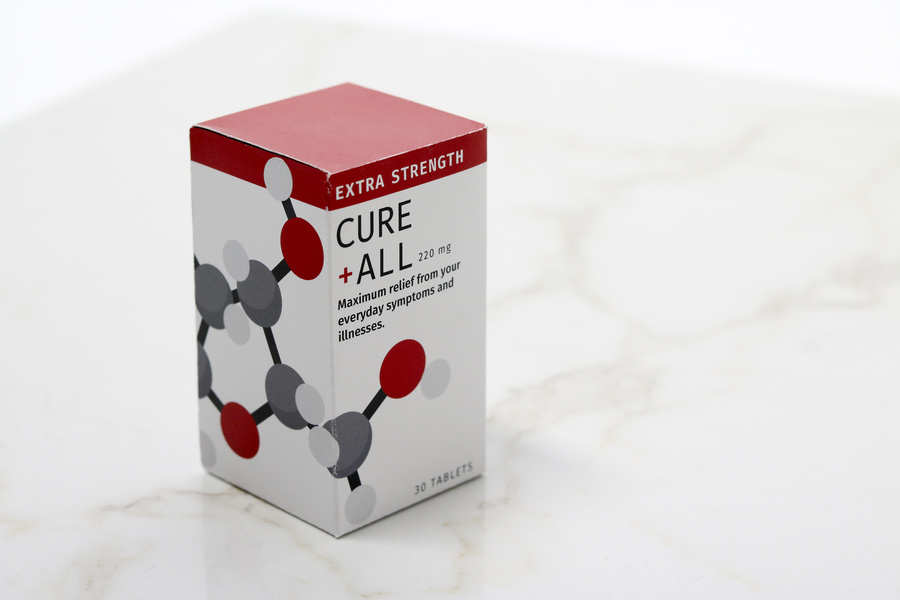 EXTRA STRENGTH
CURE
+ALL 220 mg
Maximum relief from your
everyday symptoms and
illnesses.
30 TABLETS